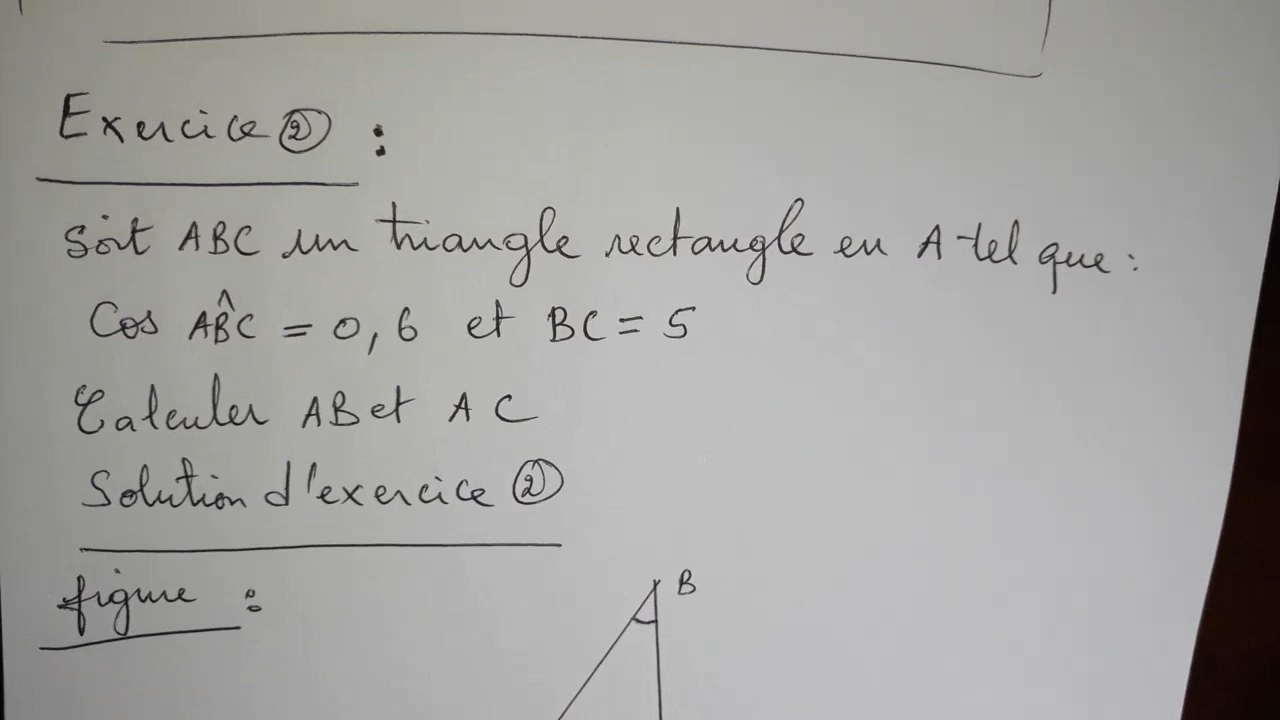 Exercice ② :
Soit ABC un triangle rectangle en A tel que :
Cos AB̂C = 0,6 et BC = 5
Calculer AB et AC
Solution d'exercice ②
figure :
B